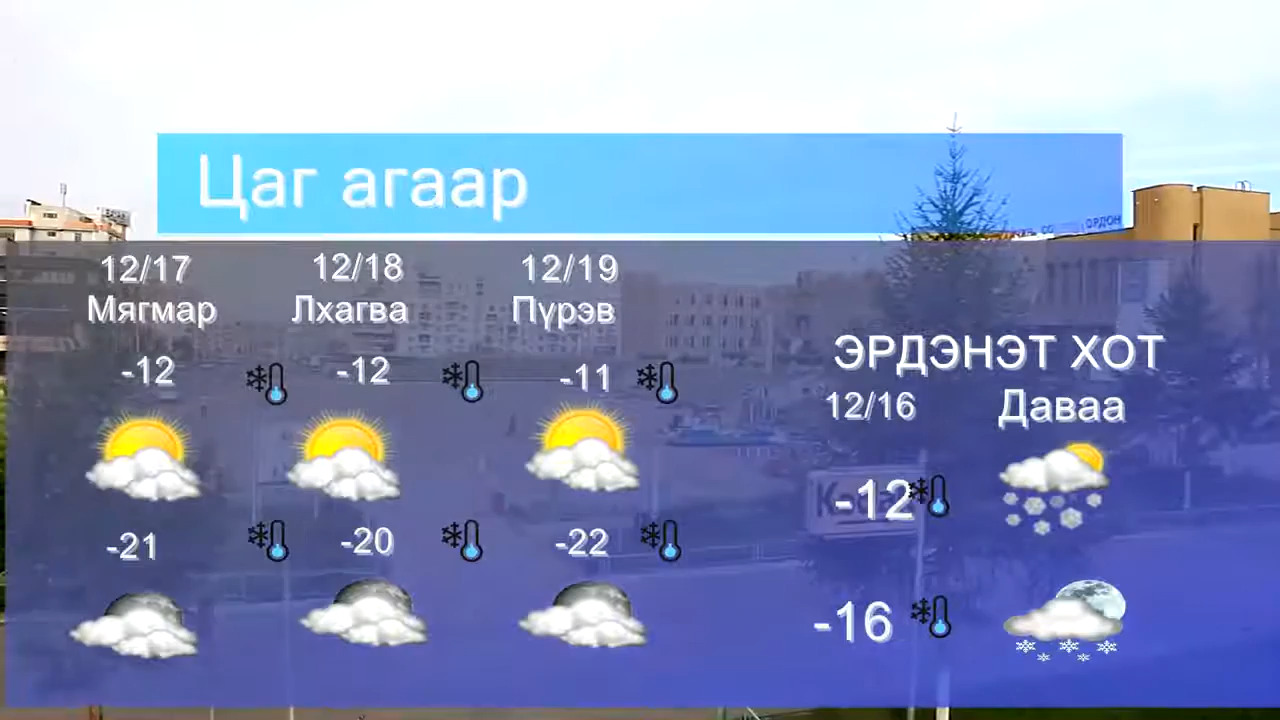 Цаг агаар
12/17
Мягмар
-12
-21
12/18
Лхагва
-12
-20
12/19
Пүрэв
-11
-22
ЭРДЭНЭТ ХОТ
12/16 Даваа
-12
-16
ОРДОН